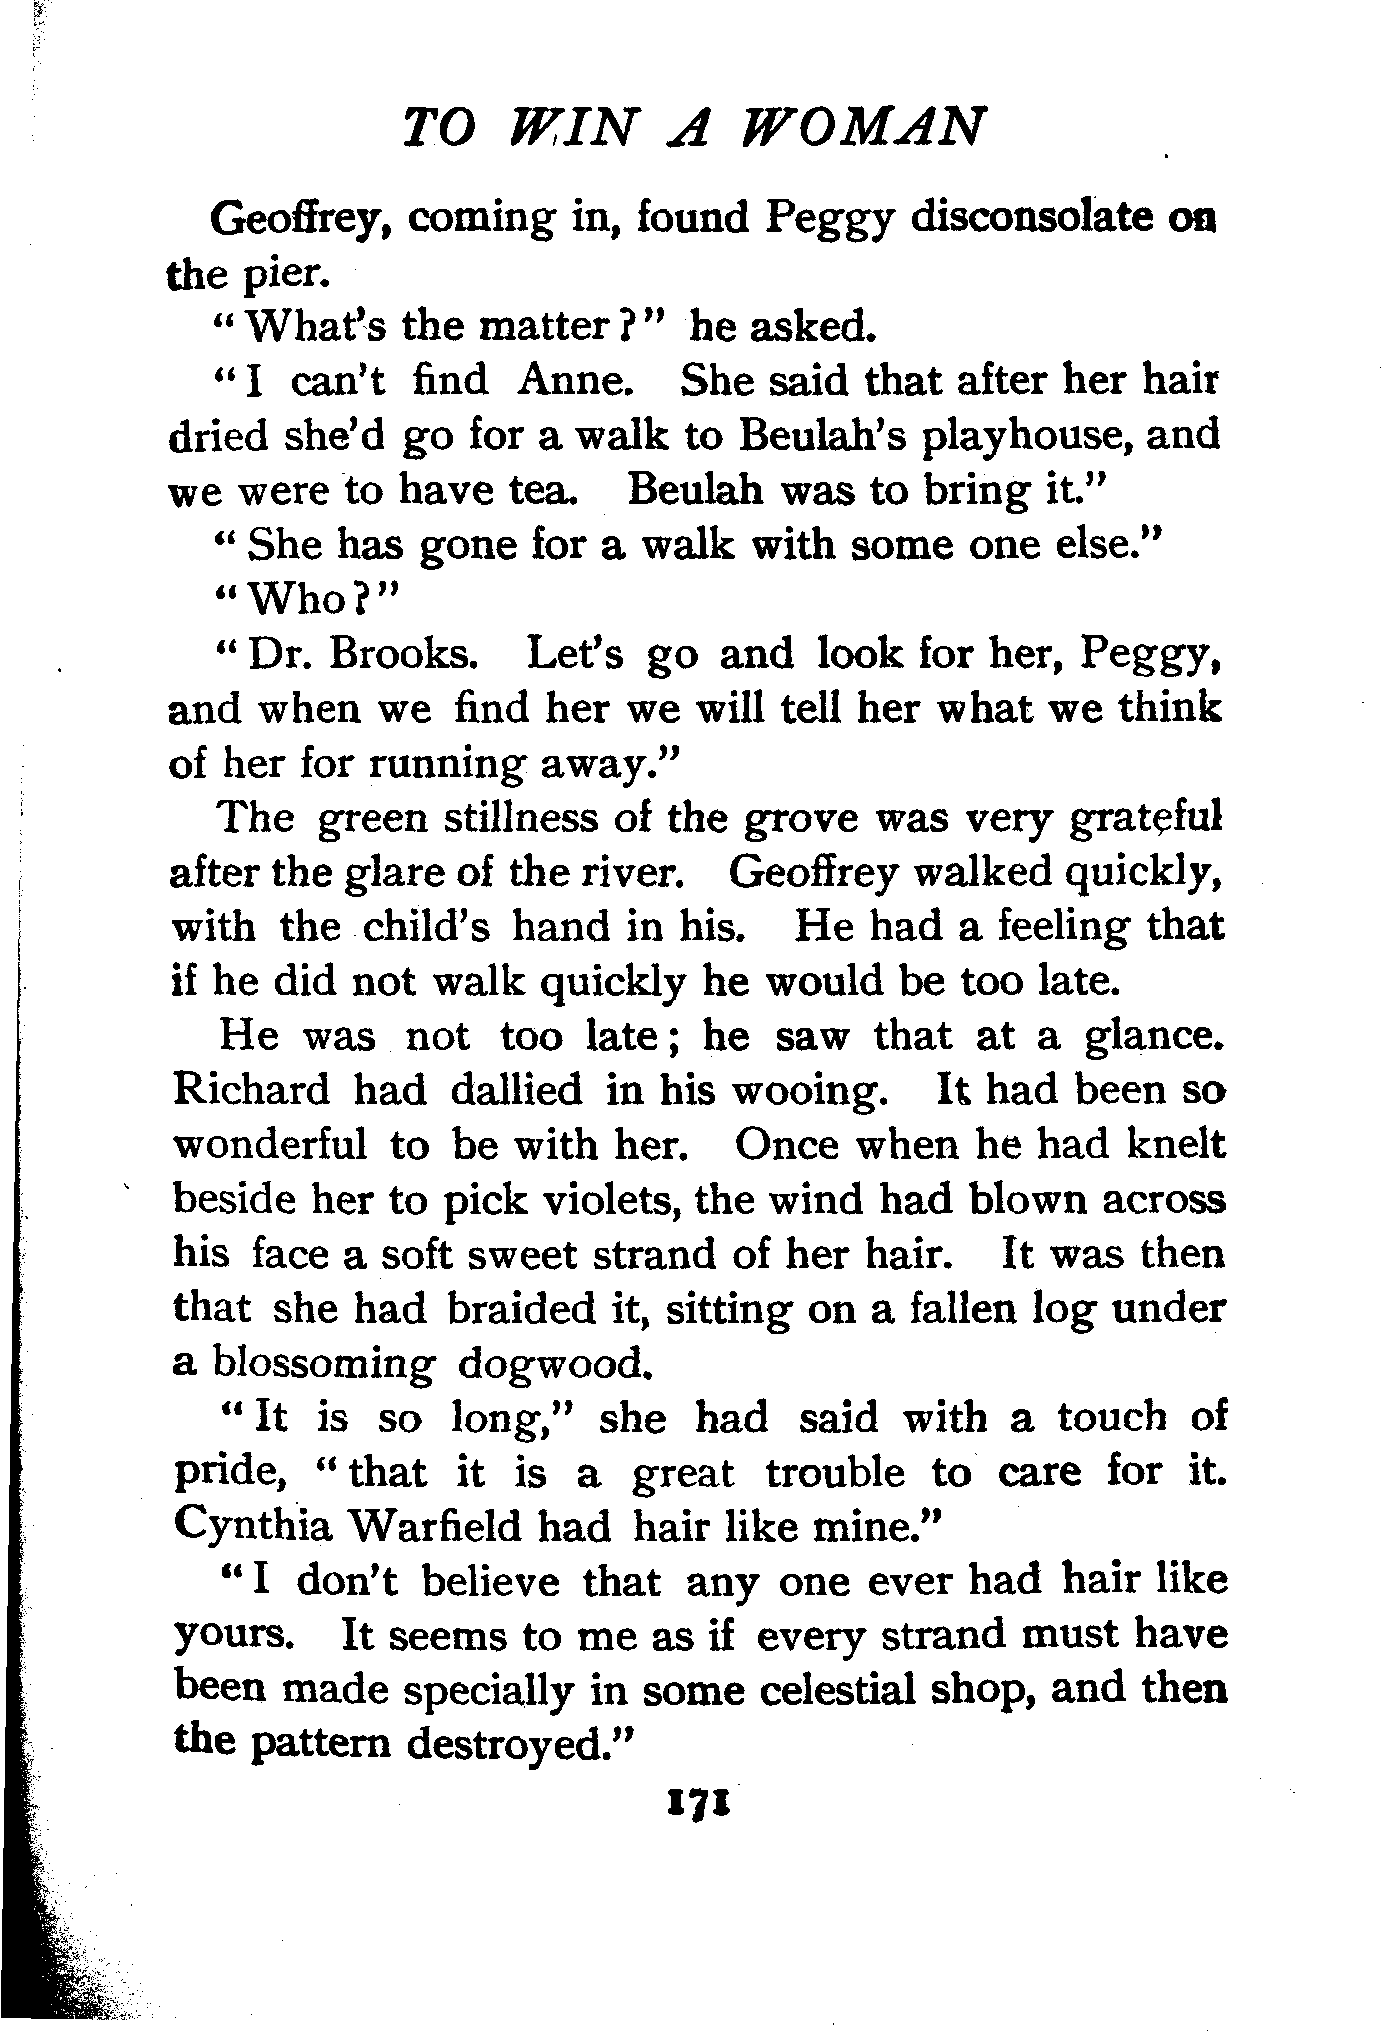 TO WIN A WOMAN
Geoffrey, coming in, found Peggy disconsolate on
the pier.
"What's the matter?" he asked.
"I can't find Anne. She said that after her hair
dried she'd go for a walk to Beulah's playhouse, and
we were to have tea. Beulah was to bring it."
"She has gone for a walk with some one else."
"Who?"
"Dr. Brooks. Let's go and look for her, Peggy,
and when we find her we will tell her what we think
of her for running away."
The green stillness of the grove was very grateful
after the glare of the river. Geoffrey walked quickly,
with the child's hand in his. He had a feeling that
if he did not walk quickly he would be too late.
He was not too late; he saw that at a glance.
Richard had dallied in his wooing. It had been so
wonderful to be with her. Once when he had knelt
beside her to pick violets, the wind had blown across
his face a soft sweet strand of her hair. It was then
that she had braided it, sitting on a fallen log under
a blossoming dogwood.
"It is so long," she had said with a touch of
pride, "that it is a great trouble to care for it.
Cynthia Warfield had hair like mine."
"I don't believe that any one ever had hair like
yours. It seems to me as if every strand must have
been made specially in some celestial shop, and then
the pattern destroyed."
171